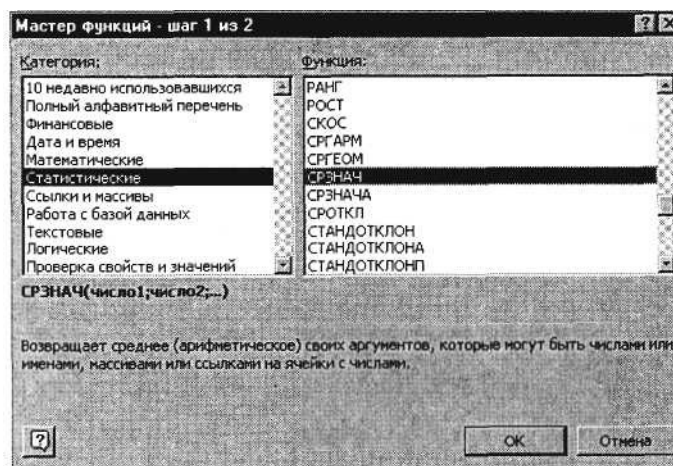 Мастер функций - шаг 1 из 2
Категория:
10 недавно использовавшихся
Полный алфавитный перечень
Финансовые
Дата и время
Математические
Статистические
Ссылки и массивы
Работа с базой данных
Текстовые
Логические
Проверка свойств и значений
Функция:
РАНГ
РОСТ
СКОС
СРГАРМ
СРГЕОМ
СРЗНАЧ
СРЗНАЧА
СРОТКЛ
СТАНДОТКЛОН
СТАНДОТКЛОНА
СТАНДОТКЛОНП
СРЗНАЧ(число1;число2;...)
Возвращает среднее (арифметическое) своих аргументов, которые могут быть числами или
именами, массивами или ссылками на ячейки с числами.
ОК
Отмена